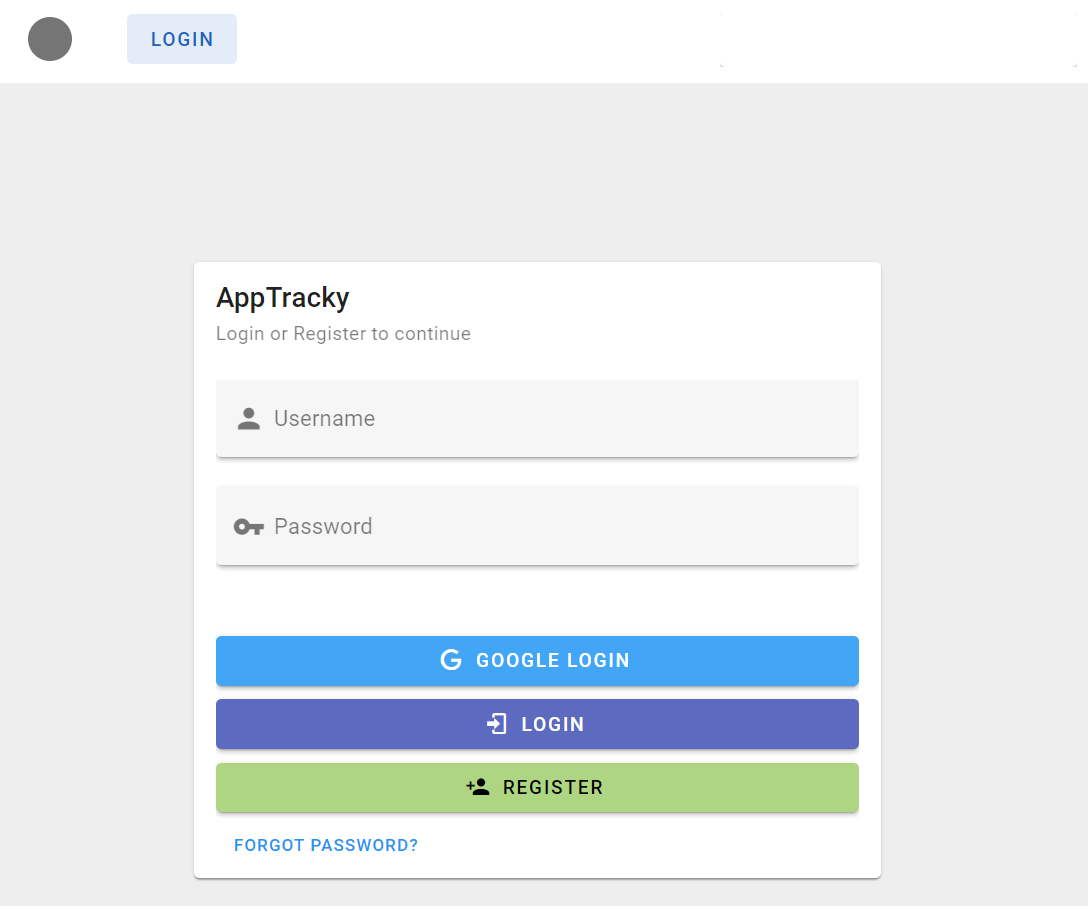 LOGIN
AppTracky
Login or Register to continue
Username
Password
GOOGLE LOGIN
LOGIN
REGISTER
FORGOT PASSWORD?